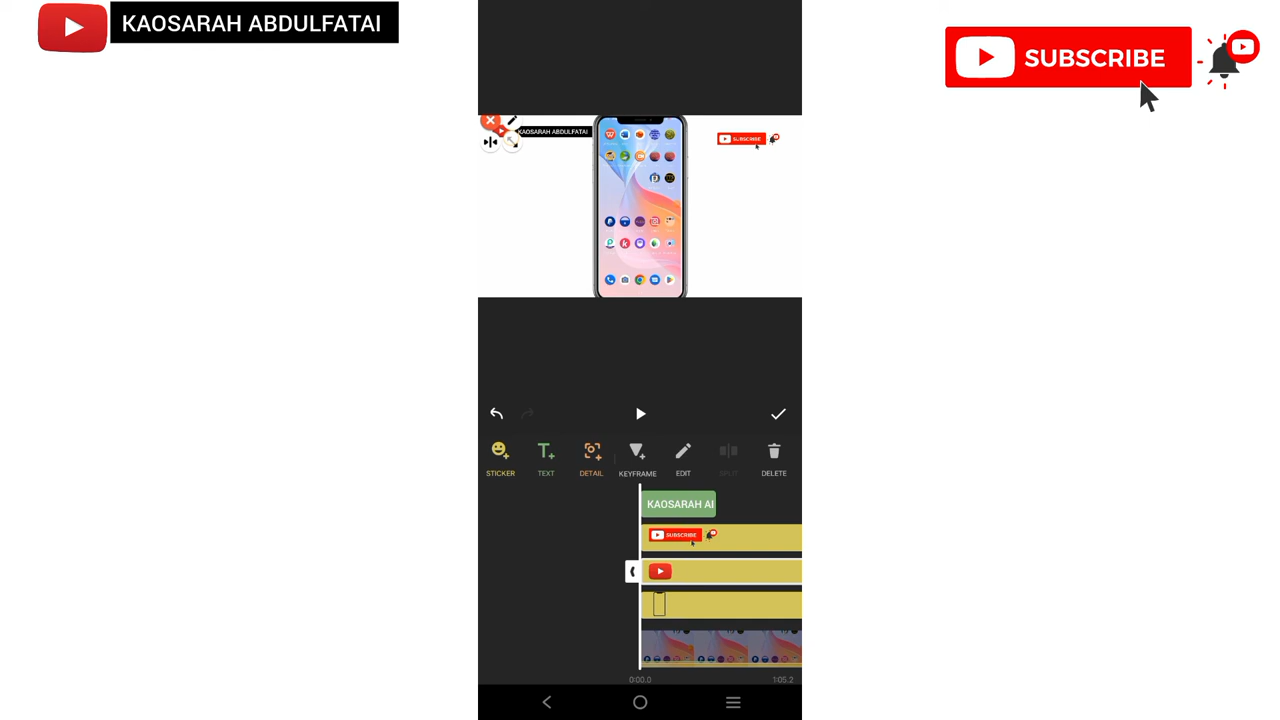 KAOSARAH ABDULFATAI
SUBSCRIBE
KAOSARAH ABDULFATAI
SUBSCRIBE
STICKER
TEXT
DETAIL
KEYFRAME
EDIT
SPLIT
DELETE
KAOSARAH AI
SUBSCRIBE
0:00.0
1:05.2